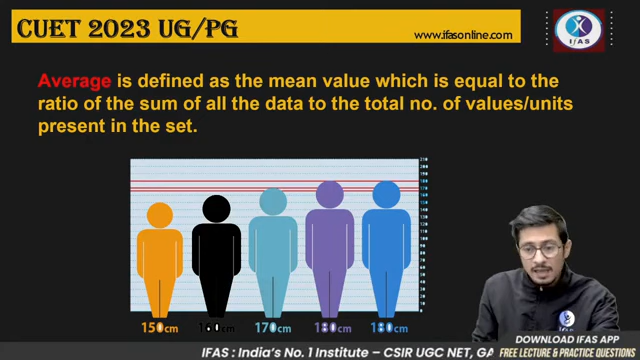 CUET 2023 UG/PG
www.ifasonline.com
iFAS
Average is defined as the mean value which is equal to the
ratio of the sum of all the data to the total no. of values/units
present in the set.
150cm
160cm
170cm
180cm
180cm
DOWNLOAD IFAS APP
IFAS : India's No. 1 Institute – CSIR UGC NET, GA
FREE LECTURE & PRACTICE QUESTIONS